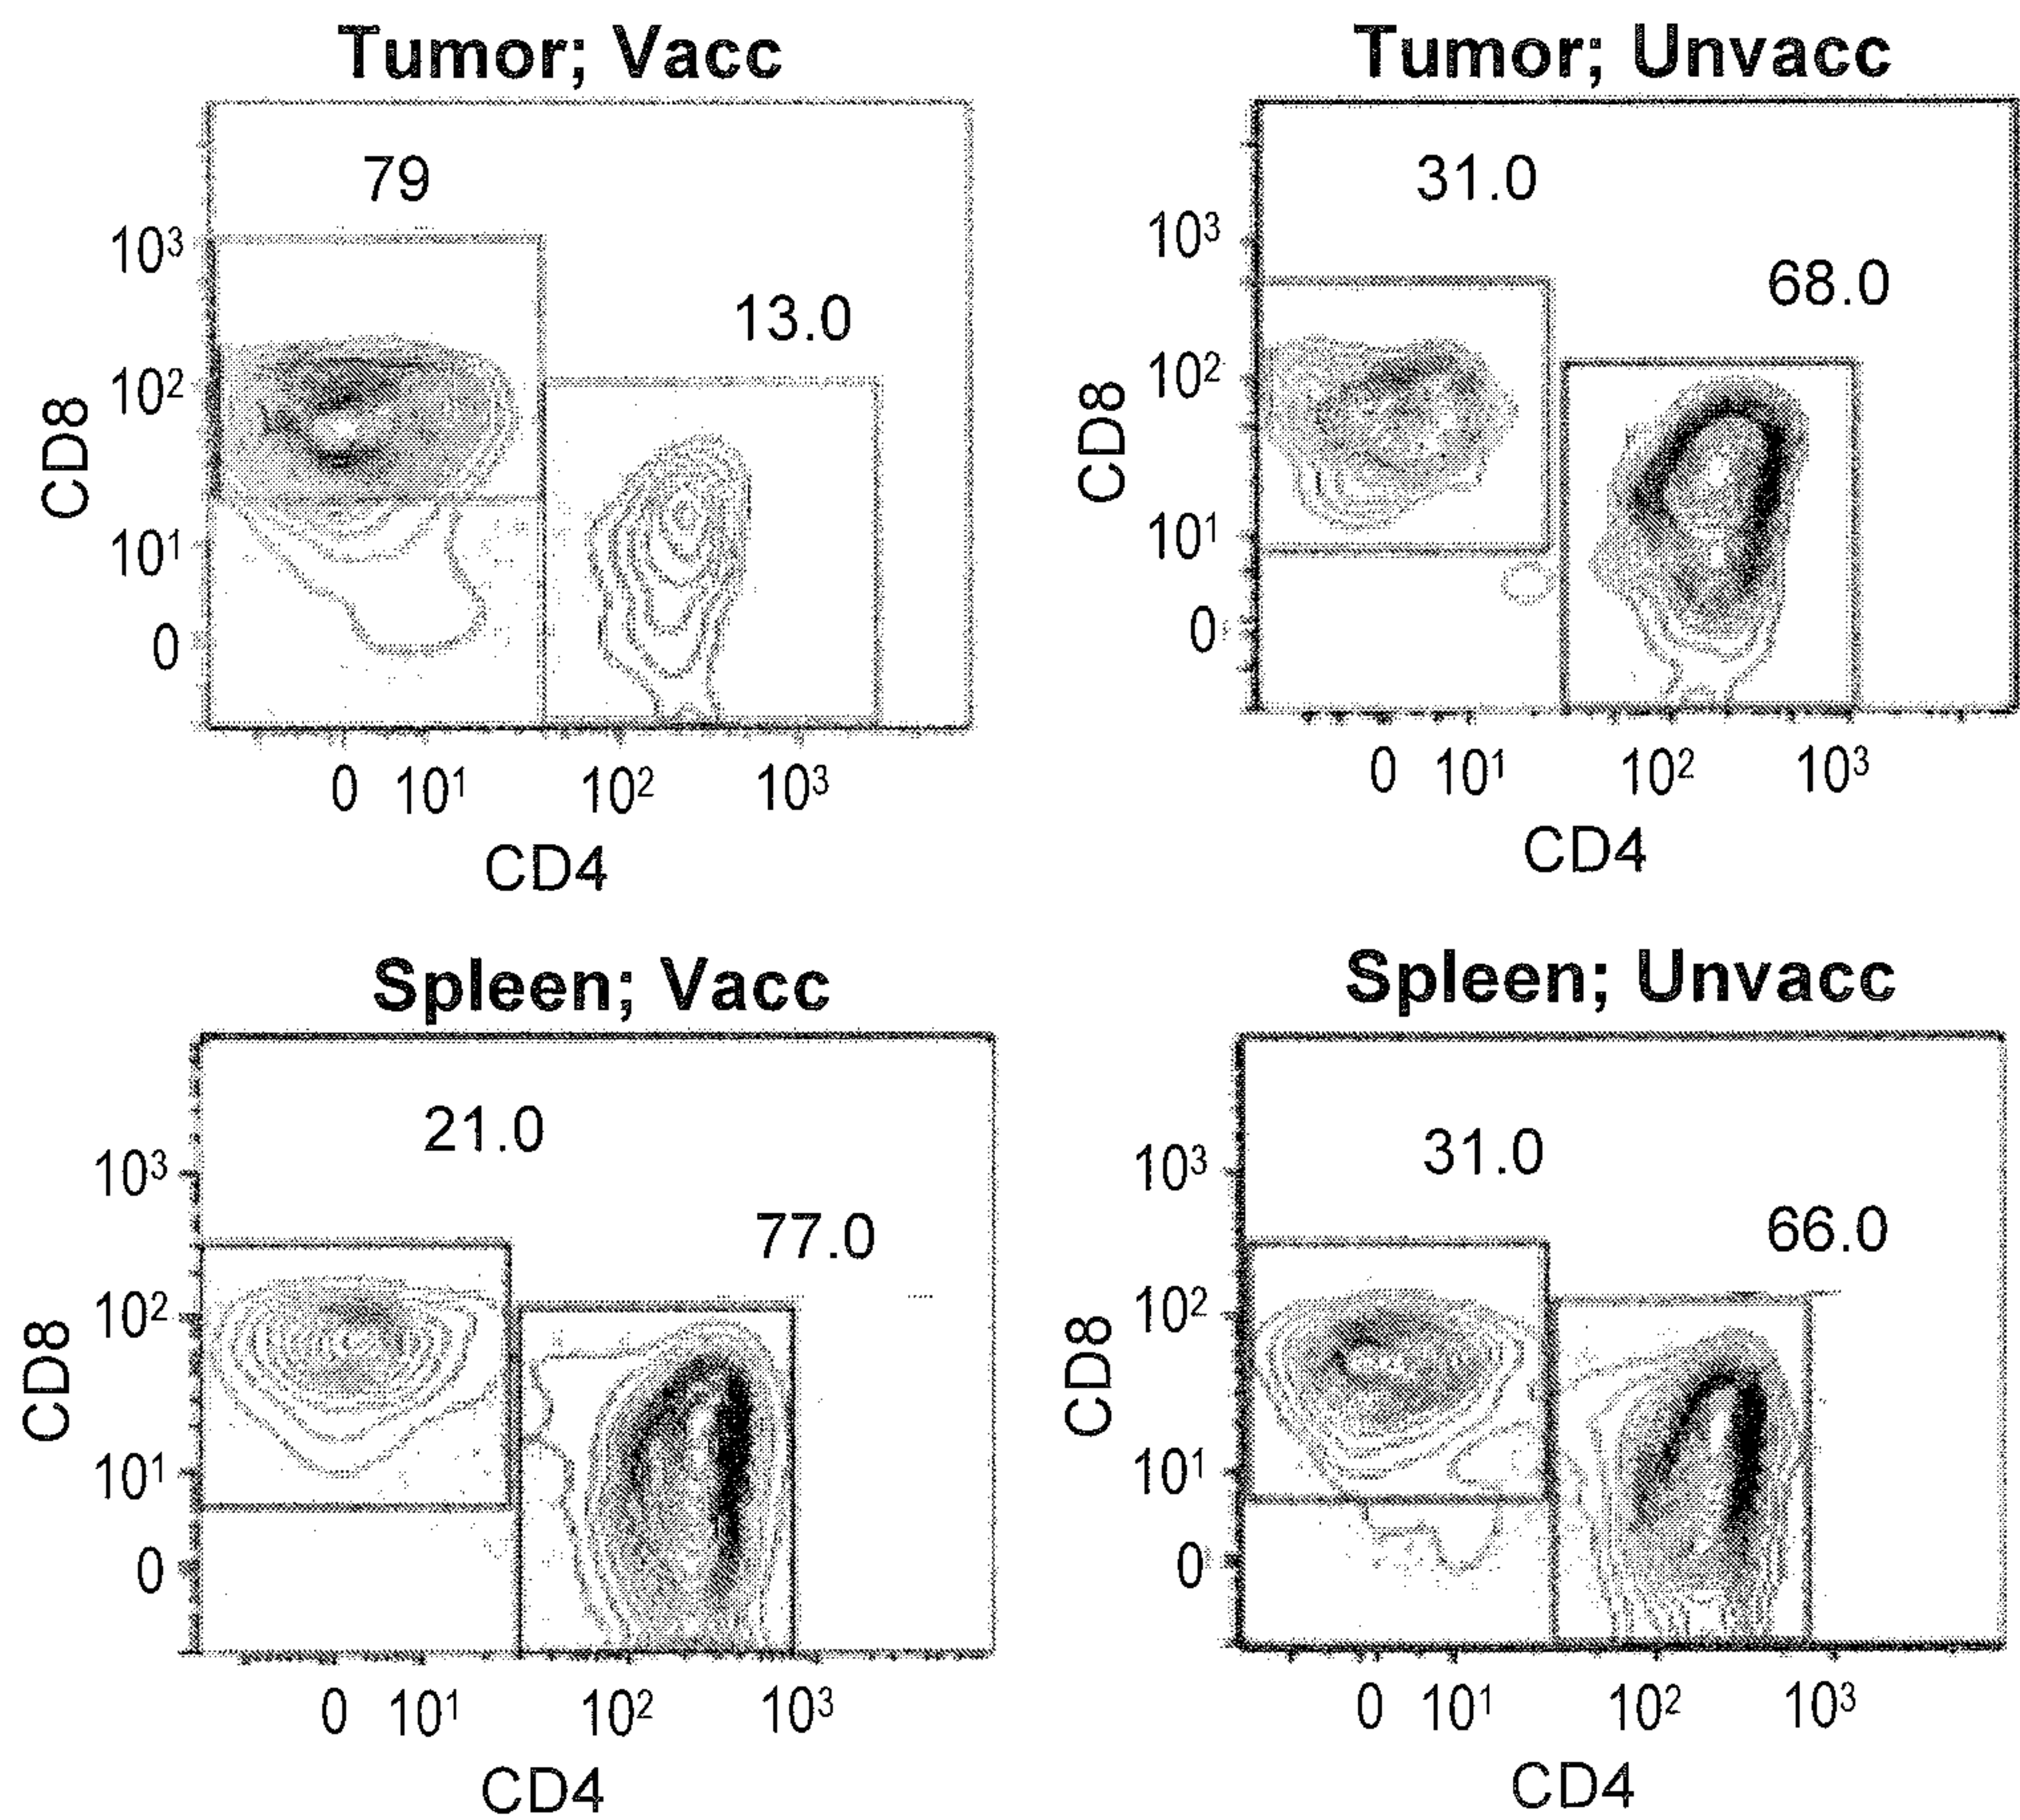 Tumor; Vacc
79
13.0
10³
10²
10¹
0
CD8
0 10¹ 10² 10³
CD4
Tumor; Unvacc
31.0
68.0
10³
10²
10¹
0
CD8
0 10¹ 10² 10³
CD4
Spleen; Vacc
21.0
77.0
10³
10²
10¹
0
CD8
0 10¹ 10² 10³
CD4
Spleen; Unvacc
31.0
66.0
10³
10²
10¹
0
CD8
0 10¹ 10² 10³
CD4